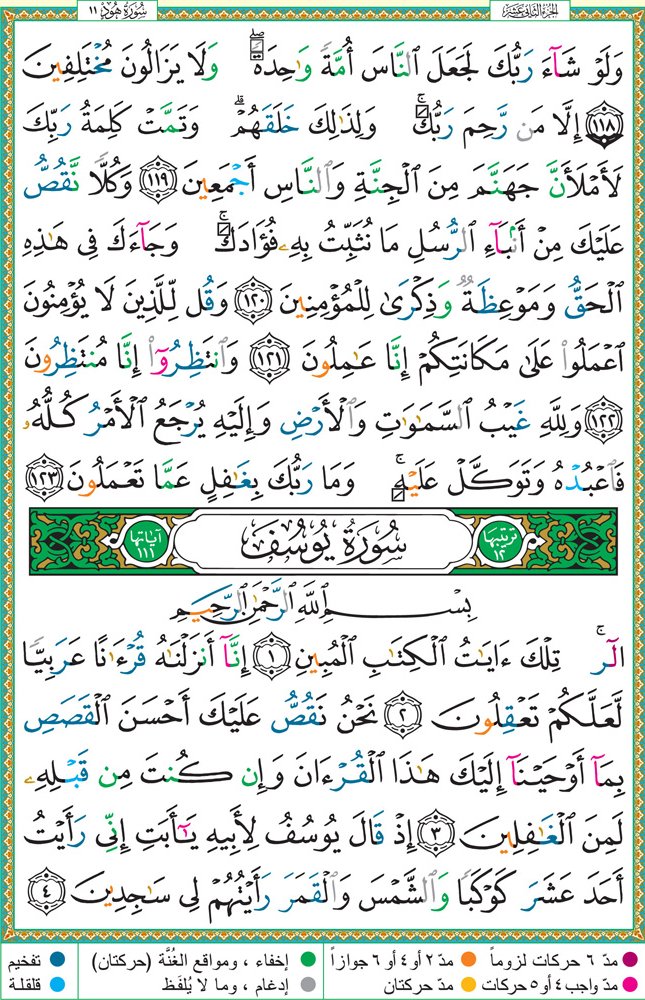 الجزء الثاني عشر سُورَةُ هُودٍ ١١
وَلَوْ شَآءَ رَبُّكَ لَجَعَلَ ٱلنَّاسَ أُمَّةً وَٰحِدَةً ۖ وَلَا يَزَالُونَ مُخْتَلِفِينَ
١١٨ إِلَّا مَن رَّحِمَ رَبُّكَ ۚ وَلِذَٰلِكَ خَلَقَهُمْ ۗ وَتَمَّتْ كَلِمَةُ رَبِّكَ
لَأَمْلَأَنَّ جَهَنَّمَ مِنَ ٱلْجِنَّةِ وَٱلنَّاسِ أَجْمَعِينَ ١١٩ وَكُلًّا نَّقُصُّ
عَلَيْكَ مِنْ أَنۢبَآءِ ٱلرُّسُلِ مَا نُثَبِّتُ بِهِۦ فُؤَادَكَ ۚ وَجَآءَكَ فِى هَٰذِهِ
ٱلْحَقُّ وَمَوْعِظَةٌ وَذِكْرَىٰ لِلْمُؤْمِنِينَ ١٢٠ وَقُل لِّلَّذِينَ لَا يُؤْمِنُونَ
ٱعْمَلُوا۟ عَلَىٰ مَكَانَتِكُمْ إِنَّا عَٰمِلُونَ ١٢١ وَٱنتَظِرُوٓا۟ إِنَّا مُنتَظِرُونَ
١٢٢ وَلِلَّهِ غَيْبُ ٱلسَّمَٰوَٰتِ وَٱلْأَرْضِ وَإِلَيْهِ يُرْجَعُ ٱلْأَمْرُ كُلُّهُۥ
فَٱعْبُدْهُ وَتَوَكَّلْ عَلَيْهِ ۚ وَمَا رَبُّكَ بِغَٰفِلٍ عَمَّا تَعْمَلُونَ ١٢٣
ترتيبها ١٢ سُورَةُ يُوسُفَ آياتها ١١١
بِسْمِ ٱللَّهِ ٱلرَّحْمَٰنِ ٱلرَّحِيمِ
الٓر ۚ تِلْكَ ءَايَٰتُ ٱلْكِتَٰبِ ٱلْمُبِينِ ١ إِنَّآ أَنزَلْنَٰهُ قُرْءَٰنًا عَرَبِيًّا
لَّعَلَّكُمْ تَعْقِلُونَ ٢ نَحْنُ نَقُصُّ عَلَيْكَ أَحْسَنَ ٱلْقَصَصِ
بِمَآ أَوْحَيْنَآ إِلَيْكَ هَٰذَا ٱلْقُرْءَانَ وَإِن كُنتَ مِن قَبْلِهِۦ
لَمِنَ ٱلْغَٰفِلِينَ ٣ إِذْ قَالَ يُوسُفُ لِأَبِيهِ يَٰٓأَبَتِ إِنِّى رَأَيْتُ
أَحَدَ عَشَرَ كَوْكَبًا وَٱلشَّمْسَ وَٱلْقَمَرَ رَأَيْتُهُمْ لِى سَٰجِدِينَ ٤
مدّ ٦ حركات لزوماً مدّ ٢ أو ٤ أو ٦ جوازاً إخفاء ، ومواقع الغُنَّة (حركتان) تفخيم
مدّ واجب ٤ أو ٥ حركات مدّ حركتان إدغام ، وما لا يُلفَظ قلقلة